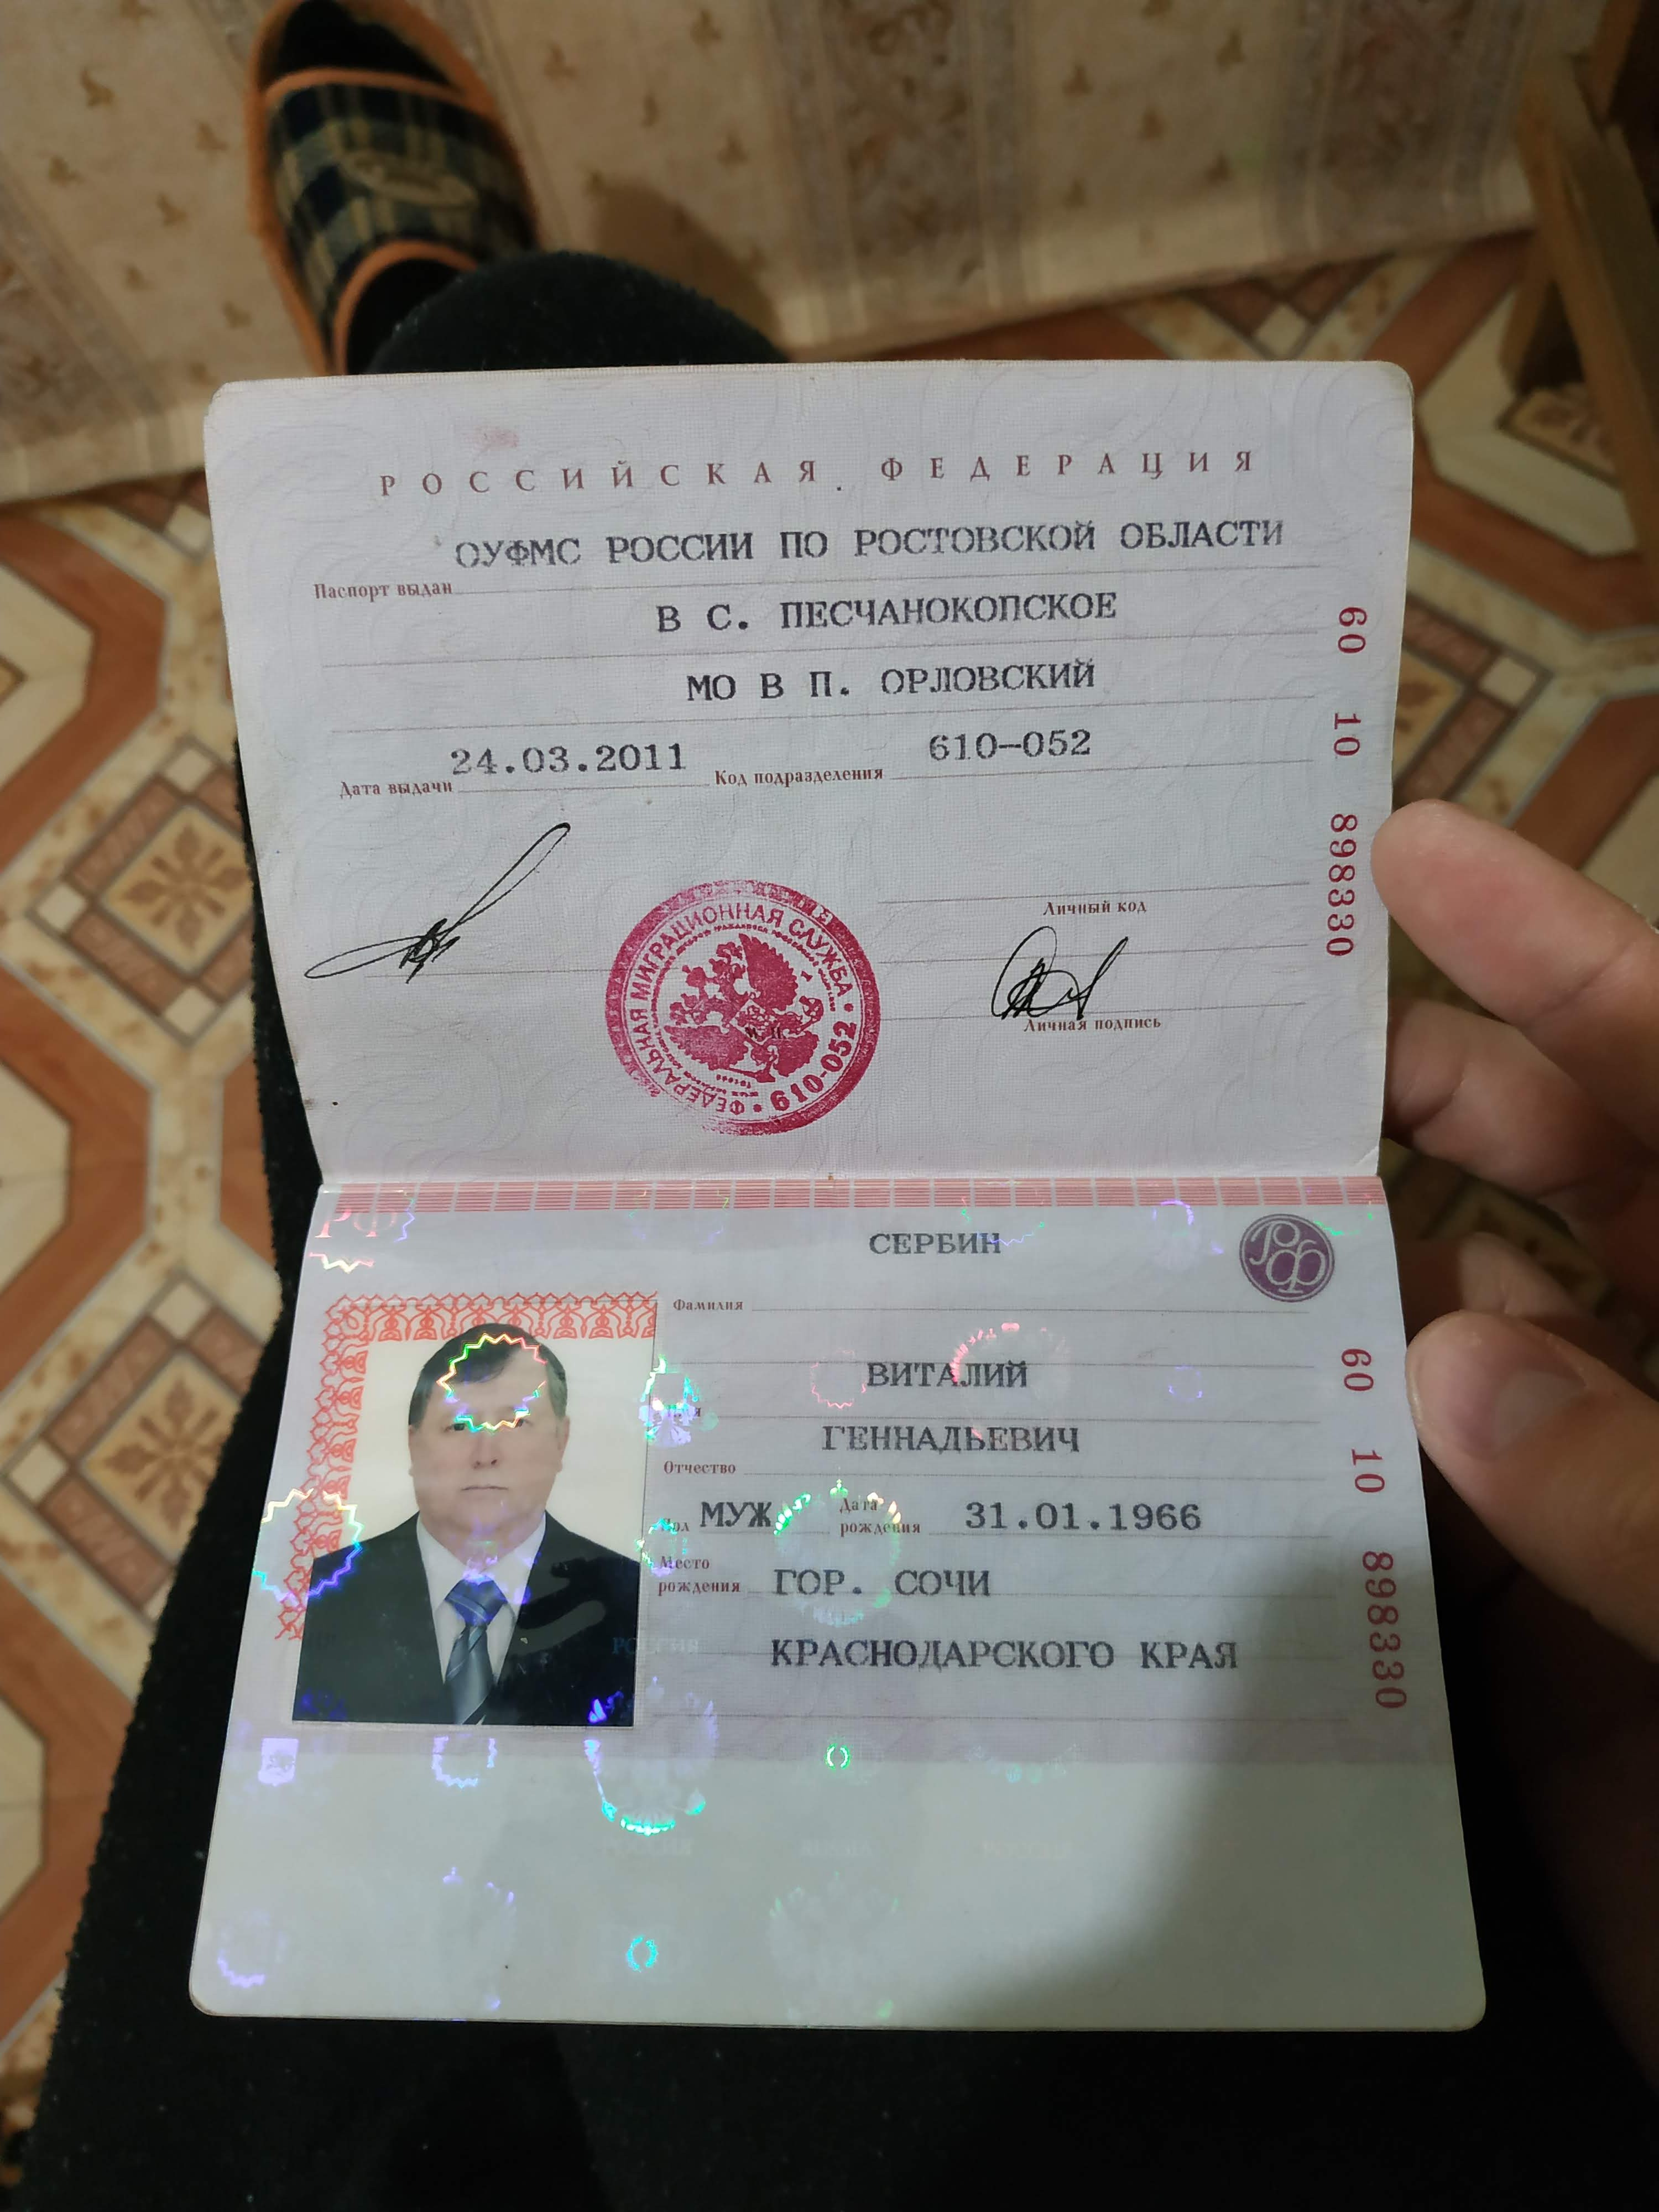 РОССИЙСКАЯ ФЕДЕРАЦИЯ
ОУФМС РОССИИ ПО РОСТОВСКОЙ ОБЛАСТИ
Паспорт выдан
В С. ПЕСЧАНОКОПСКОЕ
МО В П. ОРЛОВСКИЙ
Дата выдачи 24.03.2011 Код подразделения 610-052
60 10 898330
Личный код
Личная подпись
ФЕДЕРАЛЬНАЯ МИГРАЦИОННАЯ СЛУЖБА • 610-052 •
РФ
СЕРБИН
РФ
Фамилия
ВИТАЛИЙ
ГЕННАДЬЕВИЧ
Отчество
Пол МУЖ Дата рождения 31.01.1966
Место рождения ГОР. СОЧИ
КРАСНОДАРСКОГО КРАЯ
РОССИЯ
60 10 898330